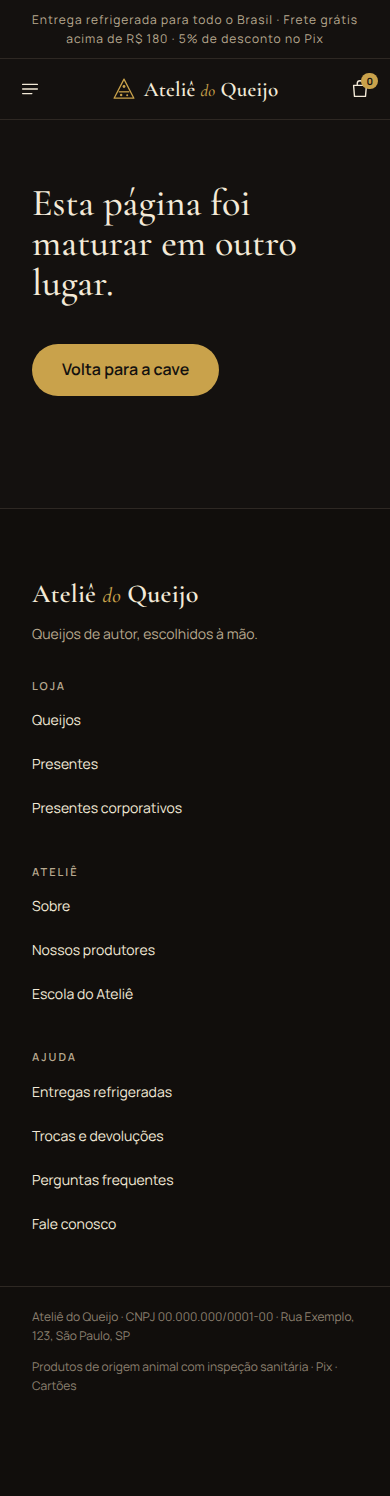 Entrega refrigerada para todo o Brasil · Frete grátis
acima de R$ 180 · 5% de desconto no Pix
Ateliê do Queijo
0
Esta página foi
maturar em outro
lugar.
Volta para a cave
Ateliê do Queijo
Queijos de autor, escolhidos à mão.
LOJA
Queijos
Presentes
Presentes corporativos
ATELIÊ
Sobre
Nossos produtores
Escola do Ateliê
AJUDA
Entregas refrigeradas
Trocas e devoluções
Perguntas frequentes
Fale conosco
Ateliê do Queijo · CNPJ 00.000.000/0001-00 · Rua Exemplo,
123, São Paulo, SP
Produtos de origem animal com inspeção sanitária · Pix ·
Cartões